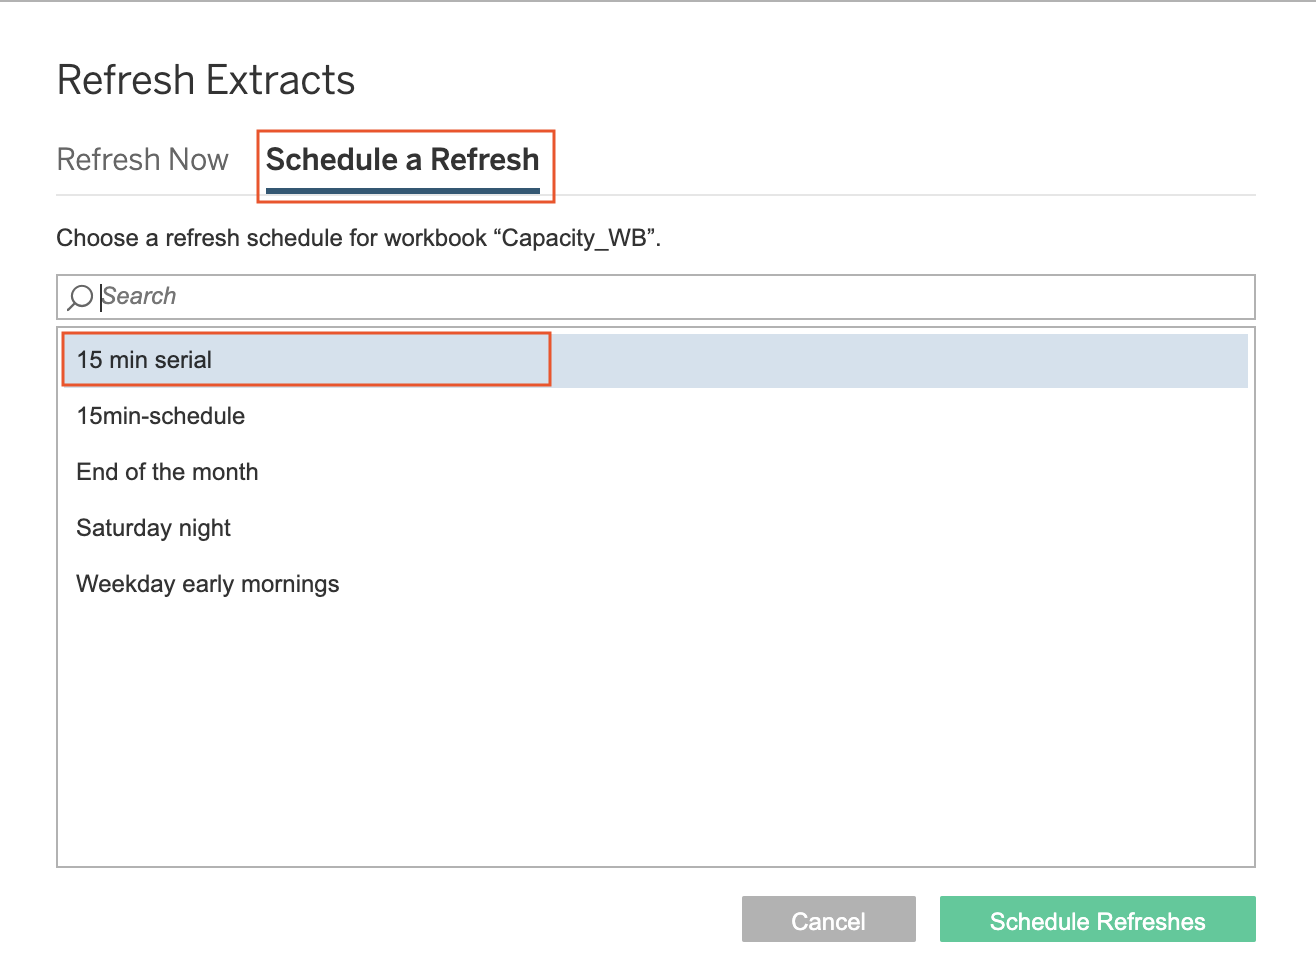 Refresh Extracts
Refresh Now Schedule a Refresh
Choose a refresh schedule for workbook “Capacity_WB”.
Search
15 min serial
15min-schedule
End of the month
Saturday night
Weekday early mornings
Cancel Schedule Refreshes